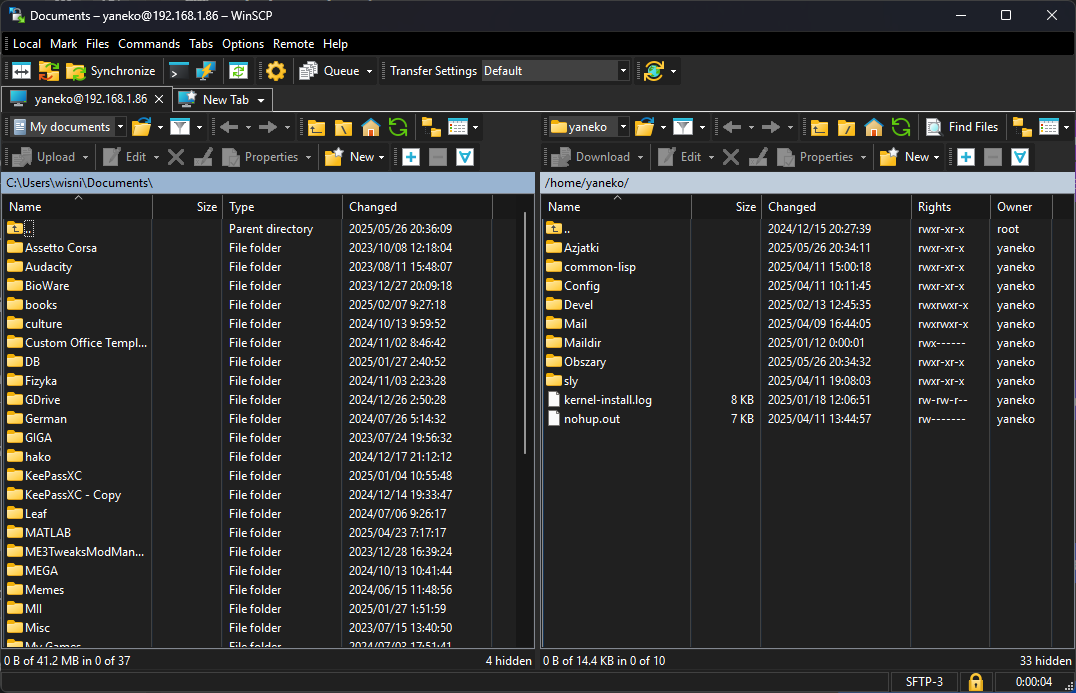 Documents – yaneko@192.168.1.86 – WinSCP
Local Mark Files Commands Tabs Options Remote Help
Synchronize Queue Transfer Settings Default
yaneko@192.168.1.86 New Tab
My documents yaneko Find Files
Upload Edit Properties New Download Edit Properties New
C:\Users\wisni\Documents\ /home/yaneko/
Name Size Type Changed Name Size Changed Rights Owner
.. Parent directory 2025/05/26 20:36:09 .. 2024/12/15 20:27:39 rwxr-xr-x root
Assetto Corsa File folder 2023/10/08 12:18:04 Azjatki 2025/05/26 20:34:11 rwxr-xr-x yaneko
Audacity File folder 2023/08/11 15:48:07 common-lisp 2025/04/11 15:00:18 rwxr-xr-x yaneko
BioWare File folder 2023/12/27 20:09:18 Config 2025/04/11 10:11:45 rwxr-xr-x yaneko
books File folder 2025/02/07 9:27:18 Devel 2025/02/13 12:45:35 rwxrwxr-x yaneko
culture File folder 2024/10/13 9:59:52 Mail 2025/04/09 16:44:05 rwxrwxr-x yaneko
Custom Office Templ... File folder 2024/11/02 8:46:42 Maildir 2025/01/12 0:00:01 rwx------ yaneko
DB File folder 2025/01/27 2:40:52 Obszary 2025/05/26 20:34:32 rwxr-xr-x yaneko
Fizyka File folder 2024/11/03 2:23:28 sly 2025/04/11 19:08:03 rwxr-xr-x yaneko
GDrive File folder 2024/12/26 2:50:28 kernel-install.log 8 KB 2025/01/18 12:06:51 rw-rw-r-- yaneko
German File folder 2024/07/26 5:14:32 nohup.out 7 KB 2025/04/11 13:44:57 rw------- yaneko
GIGA File folder 2023/07/24 19:56:32
hako File folder 2024/12/17 21:12:12
KeePassXC File folder 2025/01/04 10:55:48
KeePassXC - Copy File folder 2024/12/14 19:33:47
Leaf File folder 2024/07/06 9:26:17
MATLAB File folder 2025/04/23 7:17:17
ME3TweaksModMan... File folder 2023/12/28 16:39:24
MEGA File folder 2024/10/13 10:41:44
Memes File folder 2024/06/15 11:48:56
MII File folder 2025/01/27 1:51:59
Misc File folder 2023/07/15 13:40:50
My Games File folder 2024/07/03 17:51:41
0 B of 41.2 MB in 0 of 37 4 hidden 0 B of 14.4 KB in 0 of 10 33 hidden
SFTP-3 0:00:04